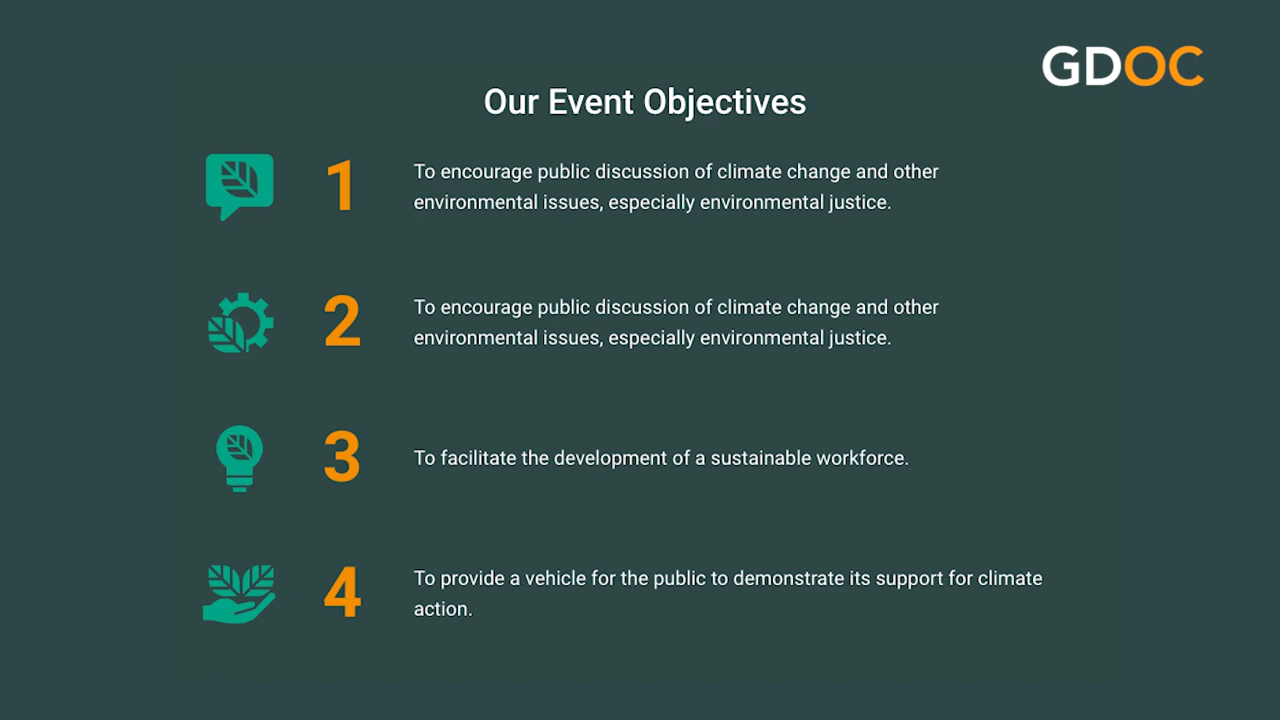 GDOC
Our Event Objectives
1
To encourage public discussion of climate change and other
environmental issues, especially environmental justice.
2
To encourage public discussion of climate change and other
environmental issues, especially environmental justice.
3
To facilitate the development of a sustainable workforce.
4
To provide a vehicle for the public to demonstrate its support for climate
action.